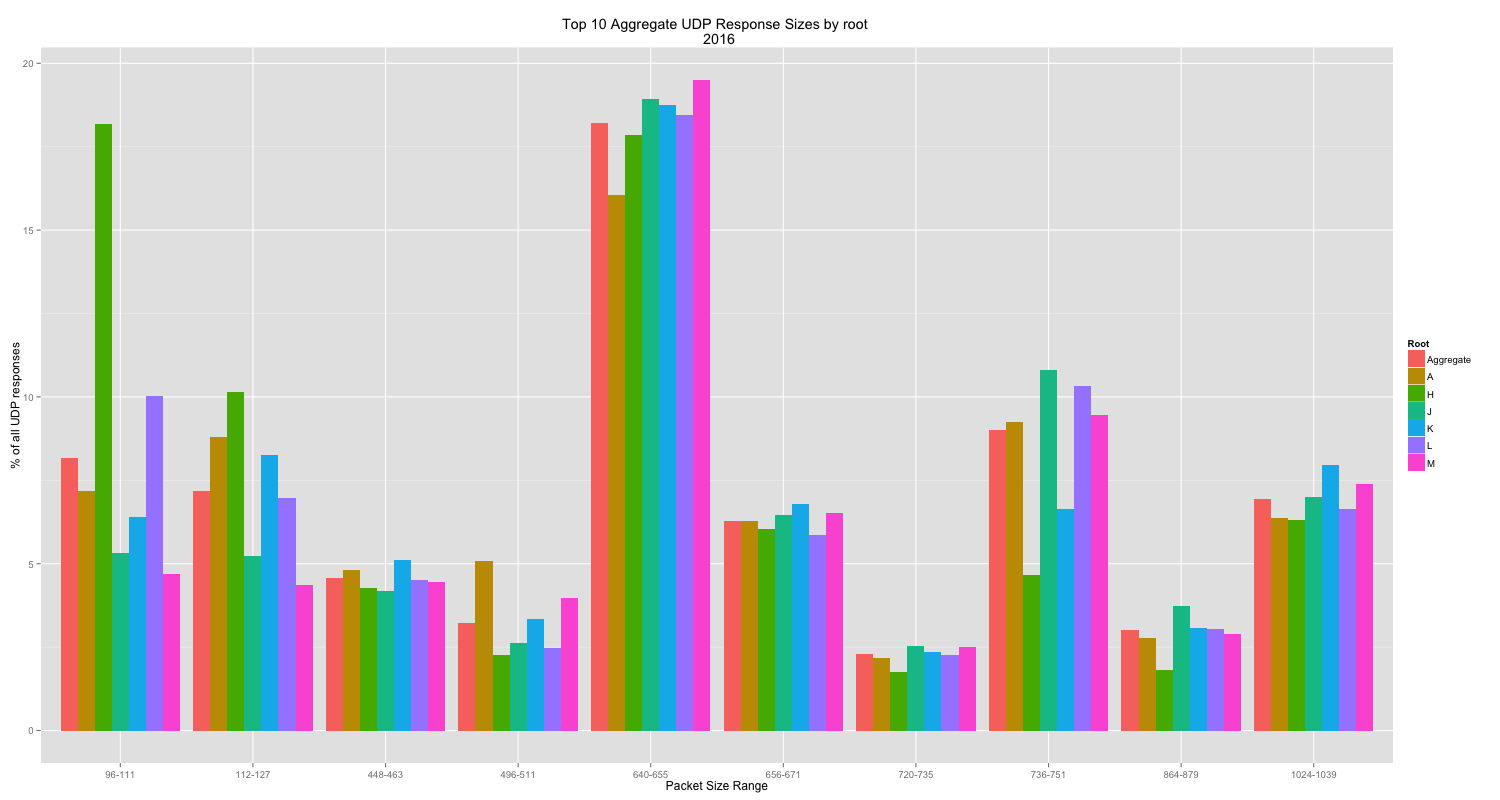 Top 10 Aggregate UDP Response Sizes by root
2016
% of all UDP responses
20
15
10
5
0
96-111
112-127
448-463
496-511
640-655
656-671
720-735
736-751
864-879
1024-1039
Packet Size Range
Root
Aggregate
A
H
J
K
L
M